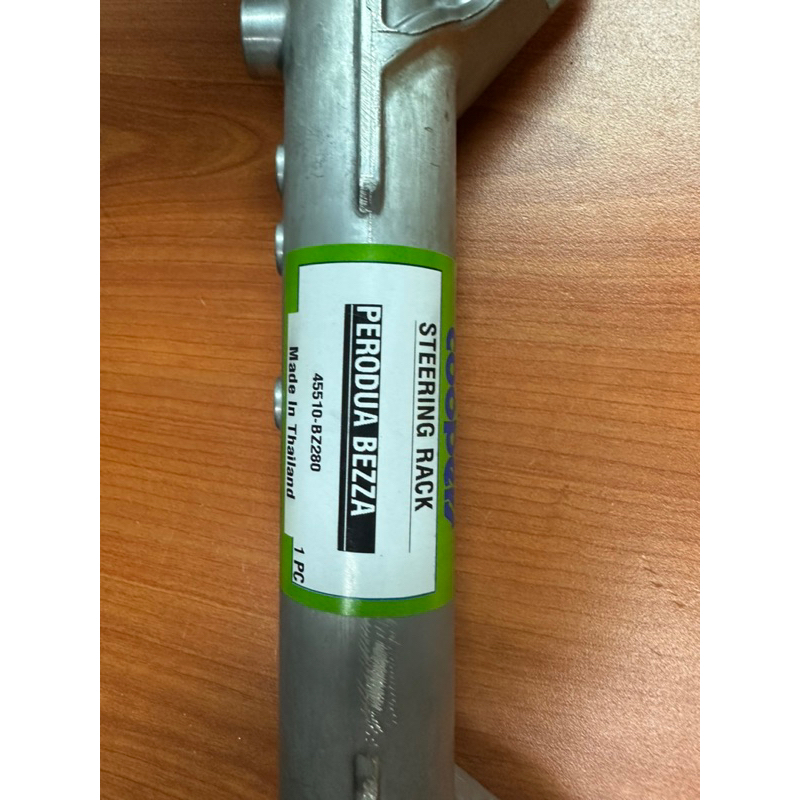 coopers
STEERING RACK
PERODUA BEZZA
45510-BZ280
Made In Thailand
1 PC